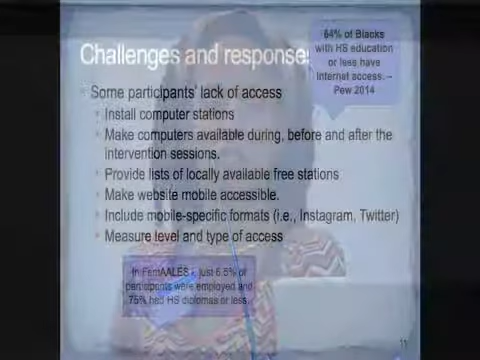 Challenges and responses
64% of Blacks
with HS education
or less have
Internet access. –
Pew 2014
Some participants' lack of access
Install computer stations
Make computers available during, before and after the
intervention sessions.
Provide lists of locally available free stations
Make website mobile accessible.
Include mobile-specific formats (i.e., Instagram, Twitter)
Measure level and type of access
In FemAALES I, just 6.5% of
participants were employed and
75% had HS diplomas or less.
11